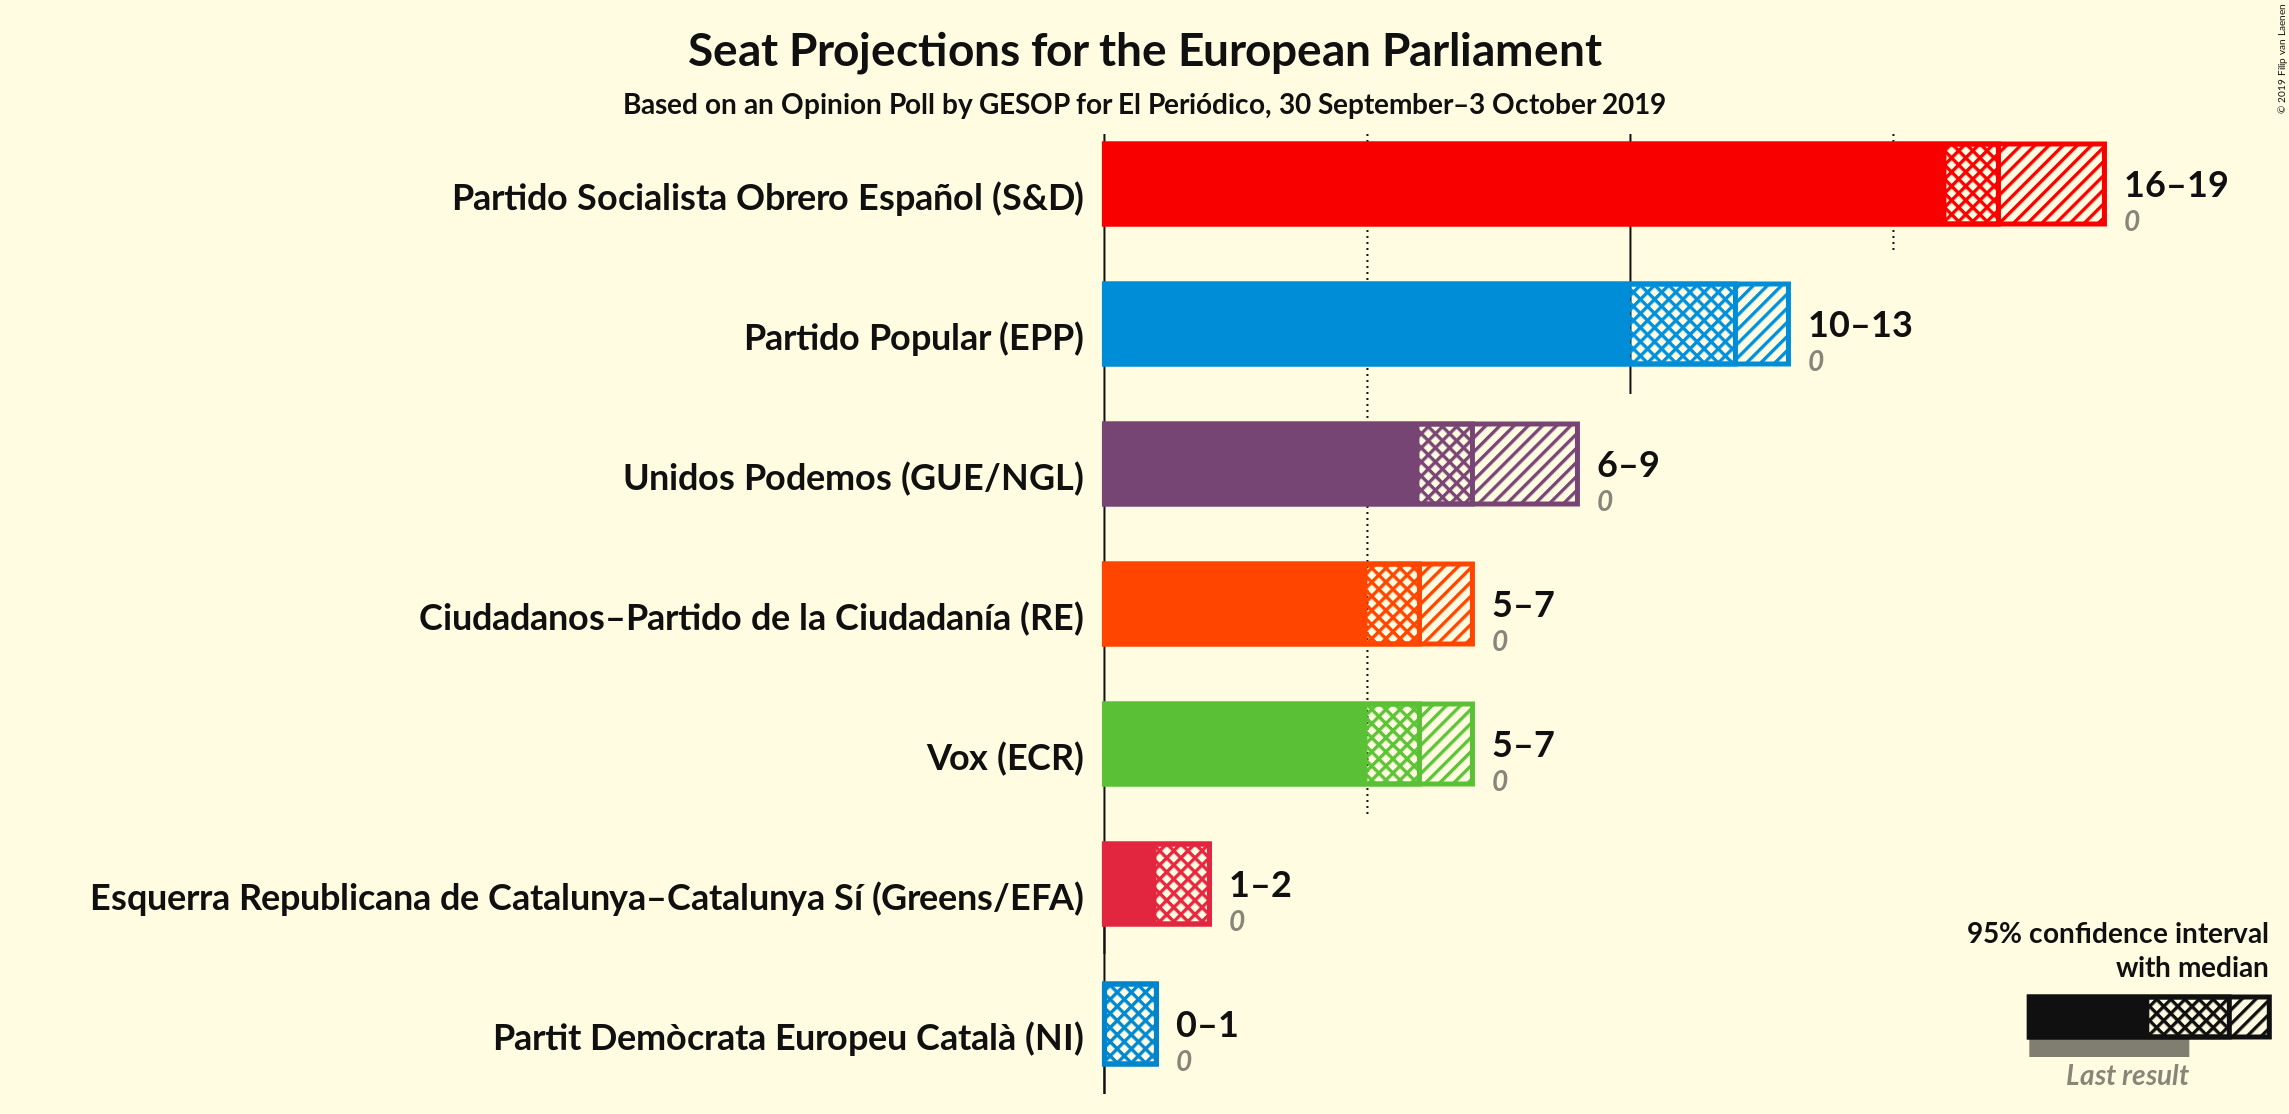 Seat Projections for the European Parliament
Based on an Opinion Poll by GESOP for El Periódico, 30 September–3 October 2019
© 2019 Filip van Laenen
Partido Socialista Obrero Español (S&D)
16–19
0
Partido Popular (EPP)
10–13
0
Unidos Podemos (GUE/NGL)
6–9
0
Ciudadanos–Partido de la Ciudadanía (RE)
5–7
0
Vox (ECR)
5–7
0
Esquerra Republicana de Catalunya–Catalunya Sí (Greens/EFA)
1–2
0
Partit Demòcrata Europeu Català (NI)
0–1
0
95% confidence interval
with median
Last result